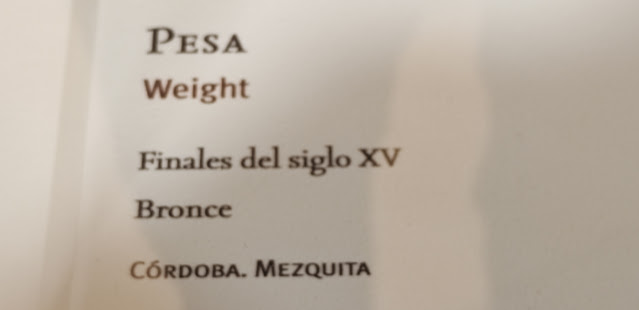 PESA
Weight
Finales del siglo XV
Bronce
CÓRDOBA. MEZQUITA